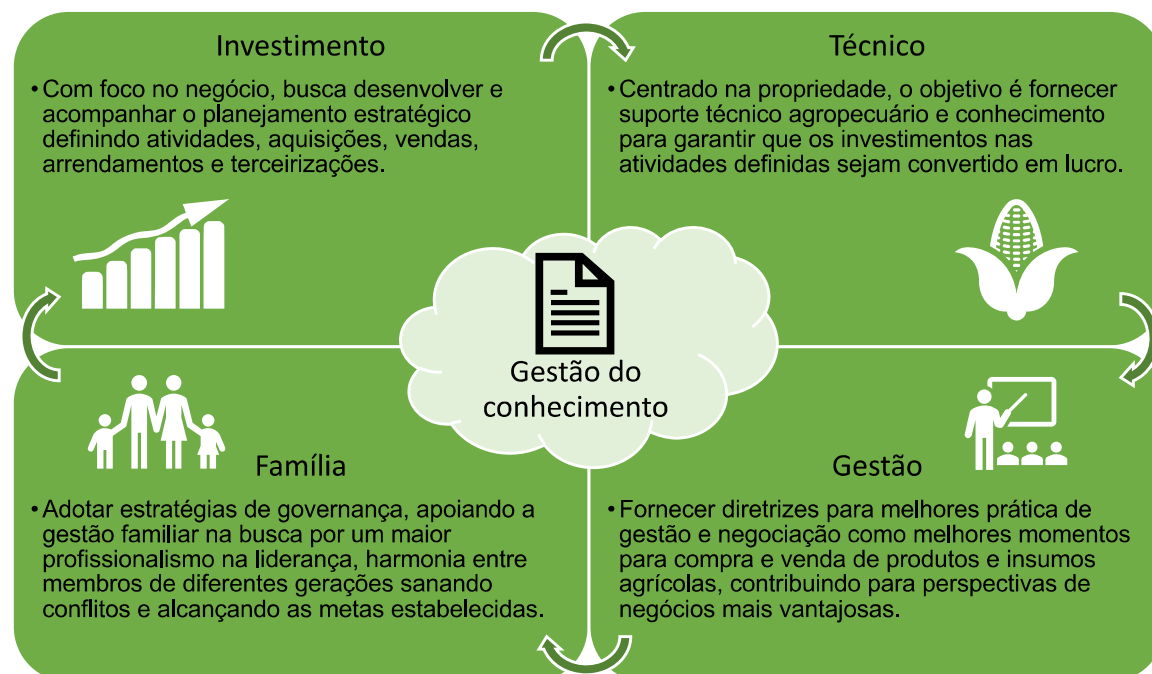 Investimento
• Com foco no negócio, busca desenvolver e
acompanhar o planejamento estratégico
definindo atividades, aquisições, vendas,
arrendamentos e terceirizações.
Técnico
• Centrado na propriedade, o objetivo é fornecer
suporte técnico agropecuário e conhecimento
para garantir que os investimentos nas
atividades definidas sejam convertido em lucro.
Gestão do
conhecimento
Família
• Adotar estratégias de governança, apoiando a
gestão familiar na busca por um maior
profissionalismo na liderança, harmonia entre
membros de diferentes gerações sanando
conflitos e alcançando as metas estabelecidas.
Gestão
• Fornecer diretrizes para melhores prática de
gestão e negociação como melhores momentos
para compra e venda de produtos e insumos
agrícolas, contribuindo para perspectivas de
negócios mais vantajosas.